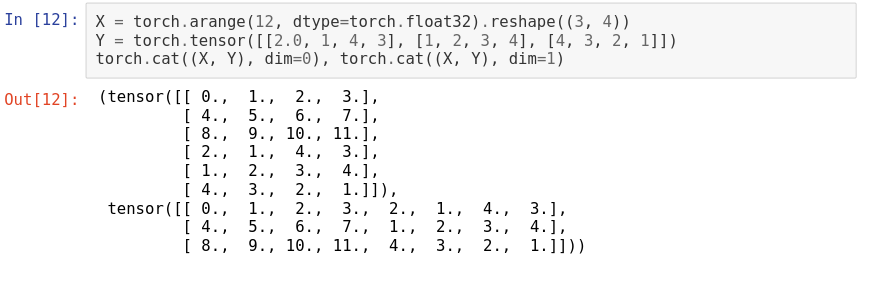 In [12]: X = torch.arange(12, dtype=torch.float32).reshape((3, 4))
Y = torch.tensor([[2.0, 1, 4, 3], [1, 2, 3, 4], [4, 3, 2, 1]])
torch.cat((X, Y), dim=0), torch.cat((X, Y), dim=1)
Out[12]: (tensor([[ 0.,  1.,  2.,  3.],
         [ 4.,  5.,  6.,  7.],
         [ 8.,  9., 10., 11.],
         [ 2.,  1.,  4.,  3.],
         [ 1.,  2.,  3.,  4.],
         [ 4.,  3.,  2.,  1.]]),
 tensor([[ 0.,  1.,  2.,  3.,  2.,  1.,  4.,  3.],
         [ 4.,  5.,  6.,  7.,  1.,  2.,  3.,  4.],
         [ 8.,  9., 10., 11.,  4.,  3.,  2.,  1.]]))